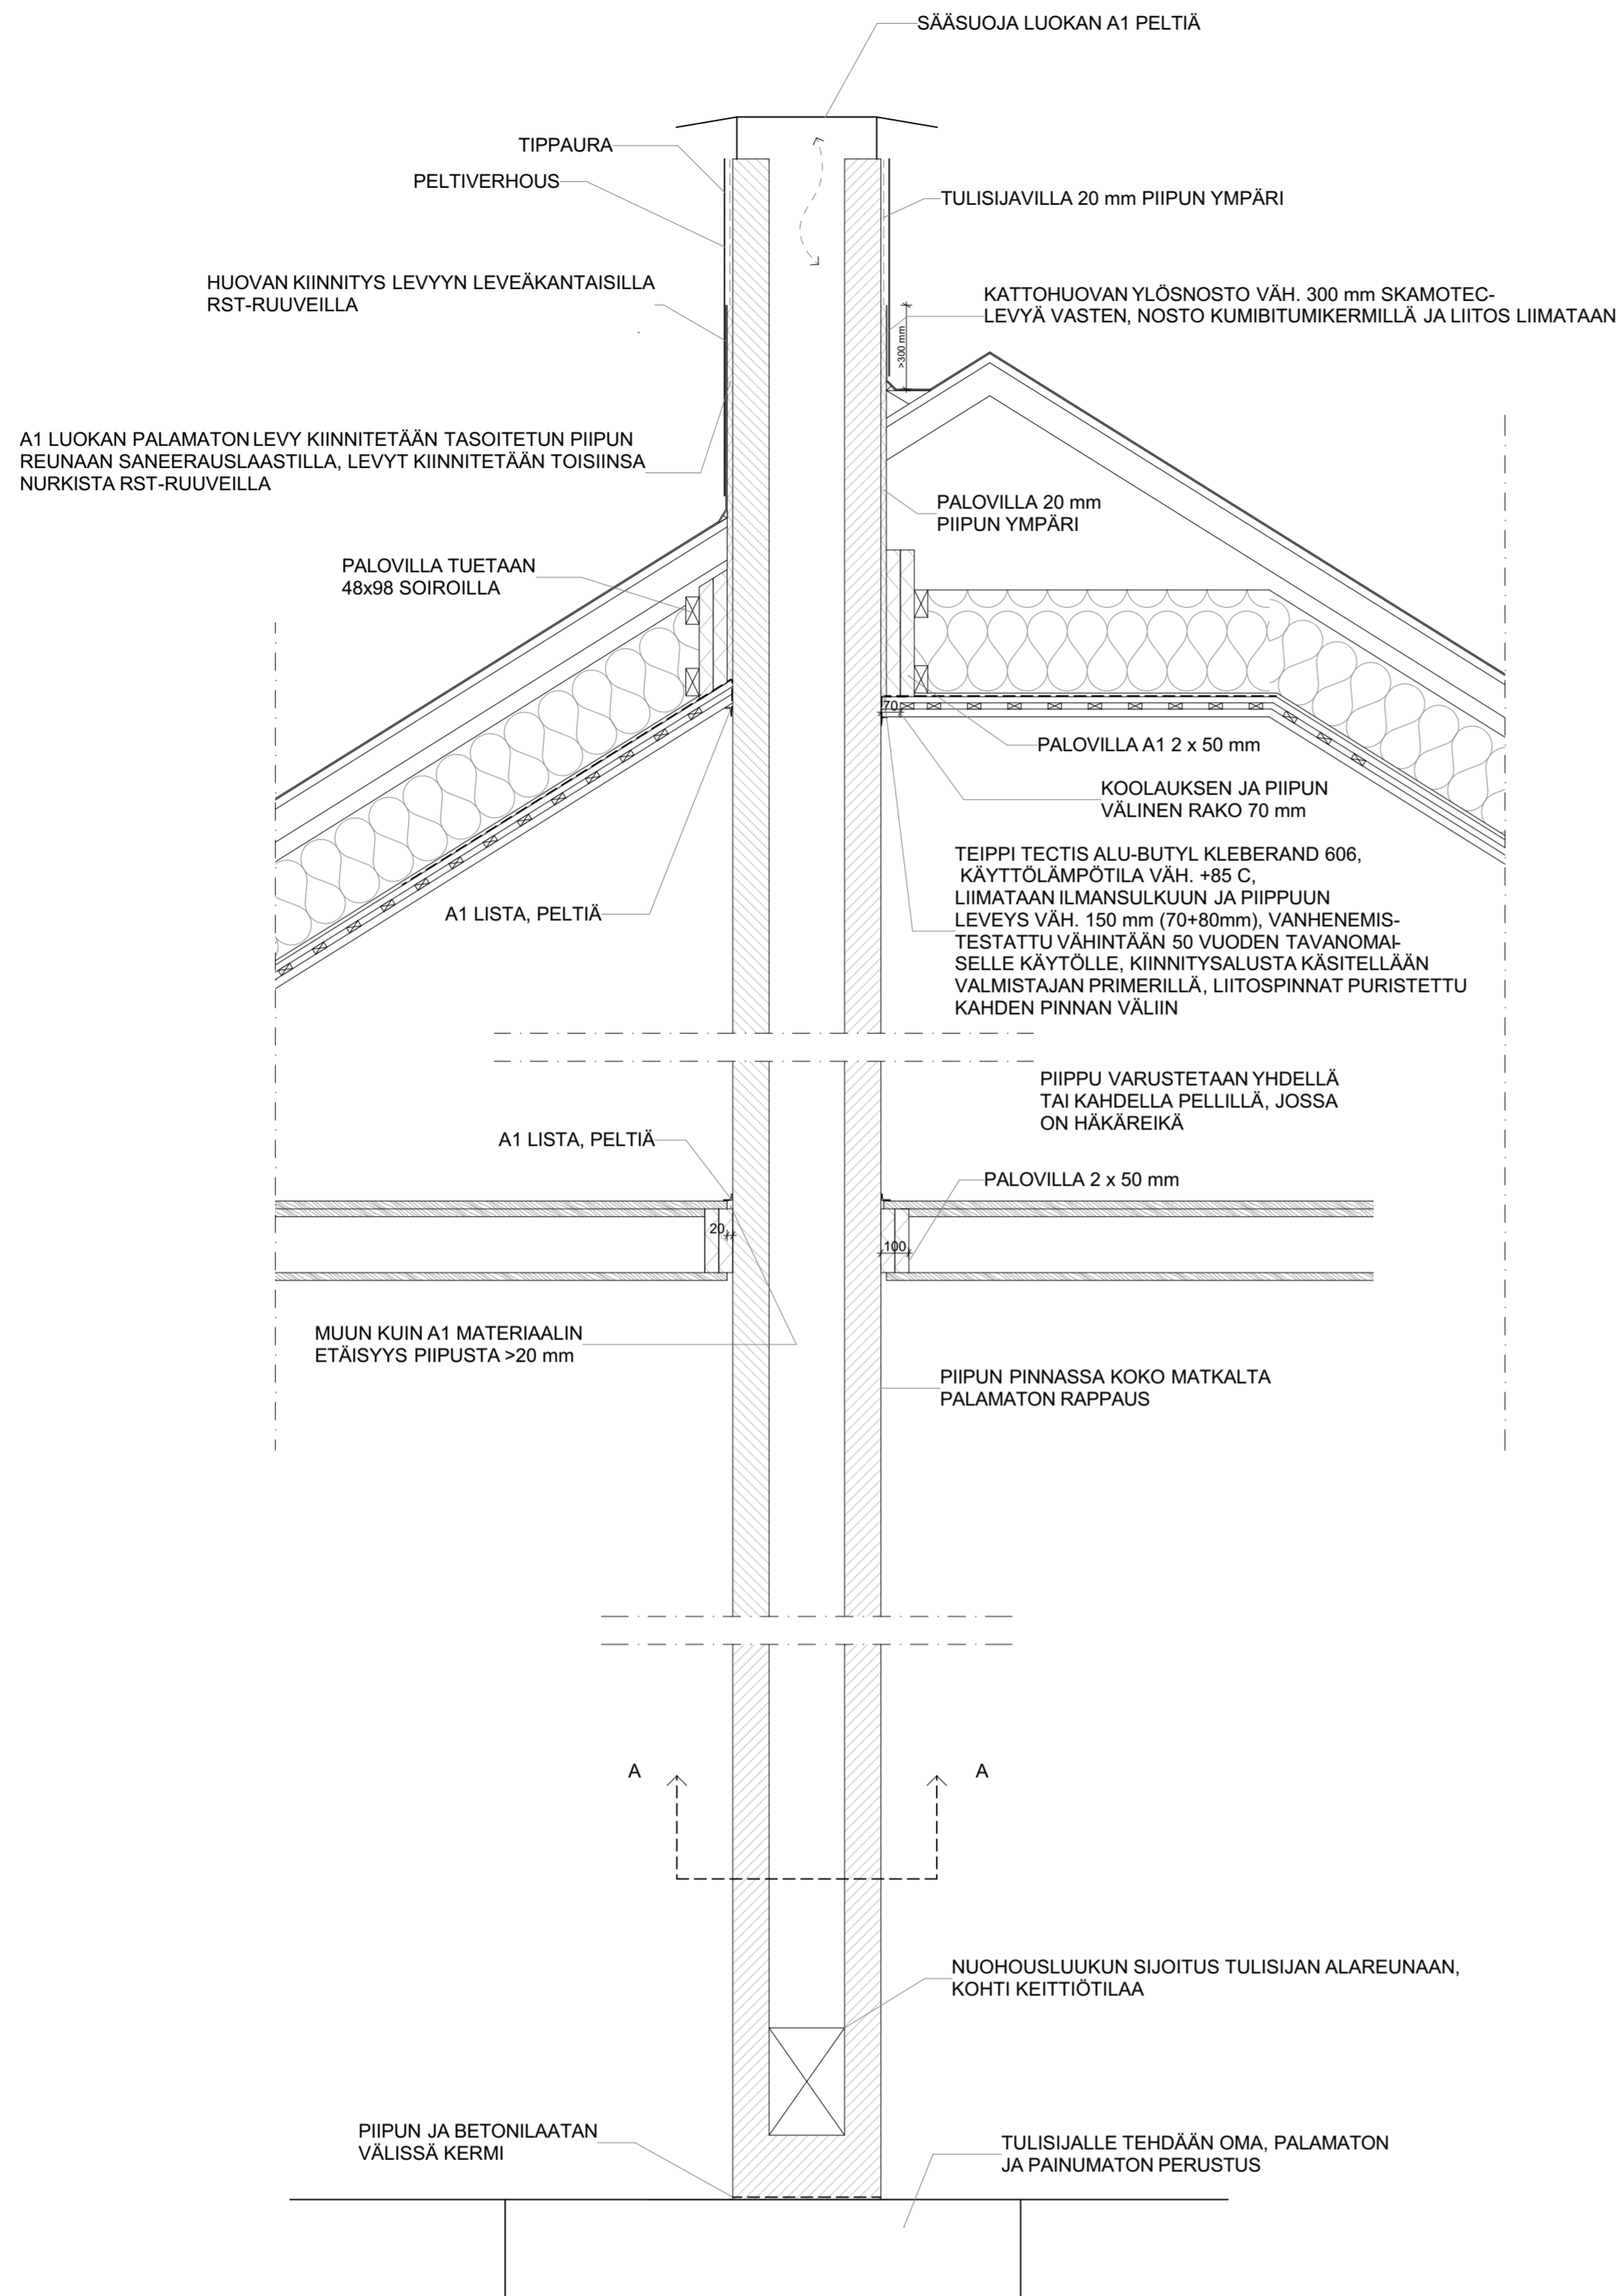 SÄÄSUOJA LUOKAN A1 PELTIÄ
TIPPAURA
PELTIVERHOUS
TULISIJAVILLA 20 mm PIIPUN YMPÄRI
HUOVAN KIINNITYS LEVYYN LEVEÄKANTAISILLA
RST-RUUVEILLA
KATTOHUOVAN YLÖSNOSTO VÄH. 300 mm SKAMOTEC-
LEVYÄ VASTEN, NOSTO KUMIBITUMIKERMILLÄ JA LIITOS LIIMATAAN
>300 mm
A1 LUOKAN PALAMATON LEVY KIINNITETÄÄN TASOITETUN PIIPUN
REUNAAN SANEERAUSLAASTILLA, LEVYT KIINNITETÄÄN TOISIINSA
NURKISTA RST-RUUVEILLA
PALOVILLA 20 mm
PIIPUN YMPÄRI
PALOVILLA TUETAAN
48x98 SOIROILLA
70
PALOVILLA A1 2 x 50 mm
KOOLAUKSEN JA PIIPUN
VÄLINEN RAKO 70 mm
TEIPPI TECTIS ALU-BUTYL KLEBERAND 606,
KÄYTTÖLÄMPÖTILA VÄH. +85 C,
LIIMATAAN ILMANSULKUUN JA PIIPPUUN
LEVEYS VÄH. 150 mm (70+80mm), VANHENEMIS-
TESTATTU VÄHINTÄÄN 50 VUODEN TAVANOMAI-
SELLE KÄYTÖLLE, KIINNITYSALUSTA KÄSITELLÄÄN
VALMISTAJAN PRIMERILLÄ, LIITOSPINNAT PURISTETTU
KAHDEN PINNAN VÄLIIN
A1 LISTA, PELTIÄ
PIIPPU VARUSTETAAN YHDELLÄ
TAI KAHDELLA PELLILLÄ, JOSSA
ON HÄKÄREIKÄ
A1 LISTA, PELTIÄ
PALOVILLA 2 x 50 mm
20
100
MUUN KUIN A1 MATERIAALIN
ETÄISYYS PIIPUSTA >20 mm
PIIPUN PINNASSA KOKO MATKALTA
PALAMATON RAPPAUS
A
A
NUOHOUSLUUKUN SIJOITUS TULISIJAN ALAREUNAAN,
KOHTI KEITTIÖTILAA
PIIPUN JA BETONILAATAN
VÄLISSÄ KERMI
TULISIJALLE TEHDÄÄN OMA, PALAMATON
JA PAINUMATON PERUSTUS